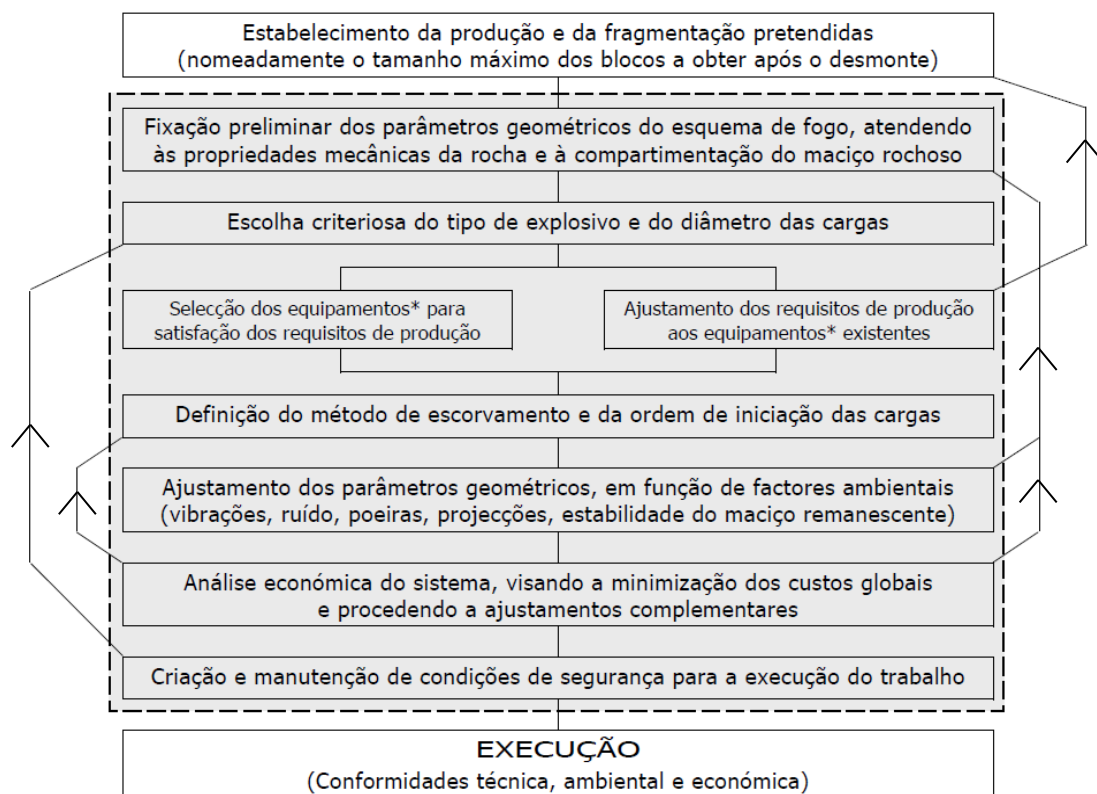 Estabelecimento da produção e da fragmentação pretendidas
(nomeadamente o tamanho máximo dos blocos a obter após o desmonte)
Fixação preliminar dos parâmetros geométricos do esquema de fogo, atendendo
às propriedades mecânicas da rocha e à compartimentação do maciço rochoso
Escolha criteriosa do tipo de explosivo e do diâmetro das cargas
Selecção dos equipamentos* para
satisfação dos requisitos de produção
Ajustamento dos requisitos de produção
aos equipamentos* existentes
Definição do método de escorvamento e da ordem de iniciação das cargas
Ajustamento dos parâmetros geométricos, em função de factores ambientais
(vibrações, ruído, poeiras, projecções, estabilidade do maciço remanescente)
Análise económica do sistema, visando a minimização dos custos globais
e procedendo a ajustamentos complementares
Criação e manutenção de condições de segurança para a execução do trabalho
EXECUÇÃO
(Conformidades técnica, ambiental e económica)